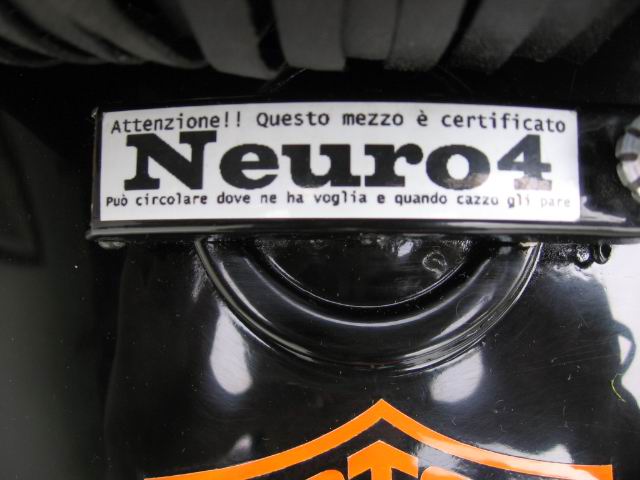 Attenzione!! Questo mezzo è certificato
Neuro4
Può circolare dove ne ha voglia e quando cazzo gli pare